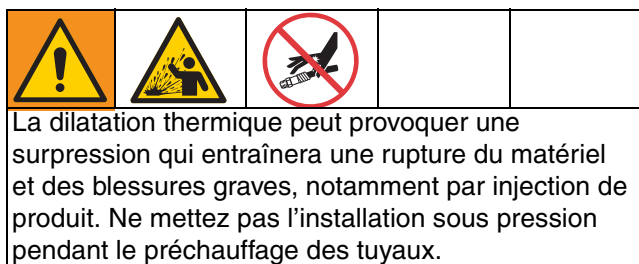 La dilatation thermique peut provoquer une
surpression qui entraînera une rupture du matériel
et des blessures graves, notamment par injection de
produit. Ne mettez pas l’installation sous pression
pendant le préchauffage des tuyaux.